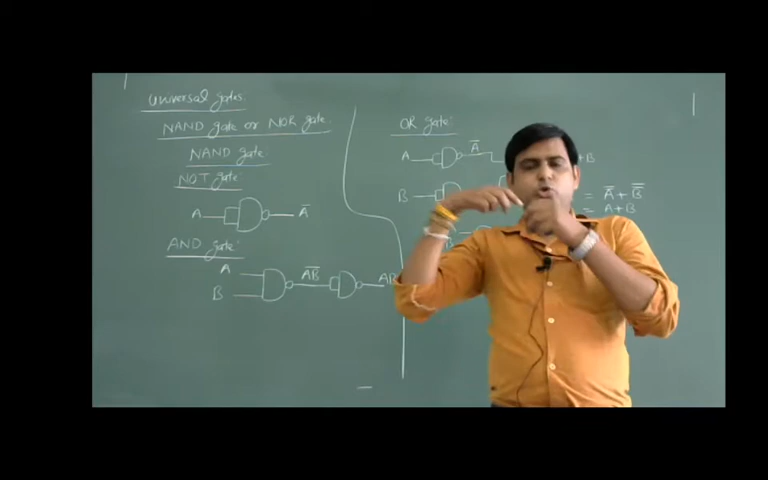 Universal gates:
NAND gate or NOR gate:
NAND gate:
NOT gate:
A Ā
AND gate:
A
B A̅B̅ AB
OR gate:
A Ā
+B
B
= Ā + B̿
= A+B